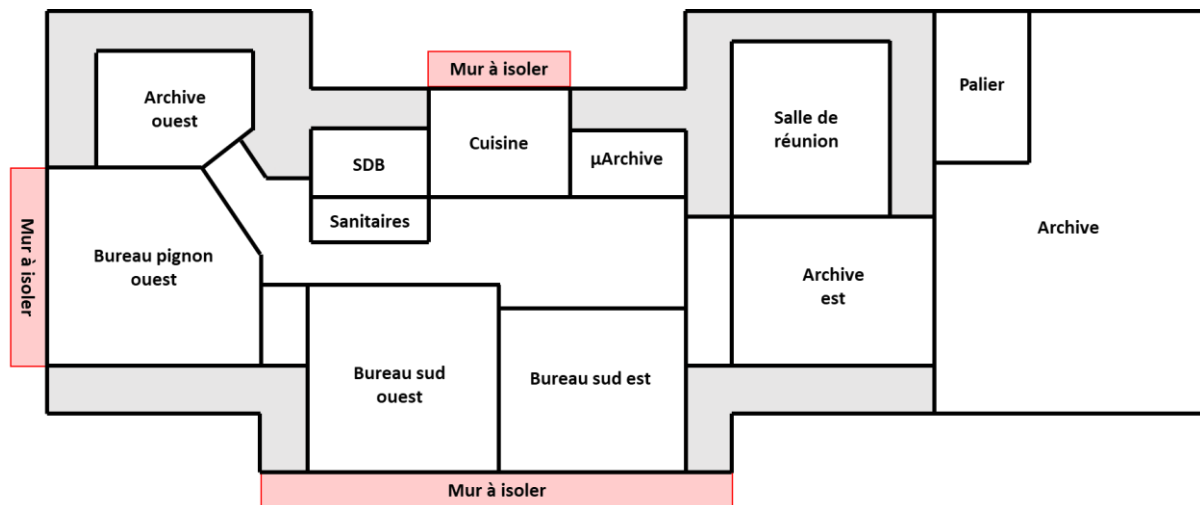 Mur à isoler
Archive
ouest
Cuisine
Salle de
réunion
Palier
SDB
µArchive
Sanitaires
Mur à isoler
Bureau pignon
ouest
Archive
est
Archive
Bureau sud
ouest
Bureau sud est
Mur à isoler